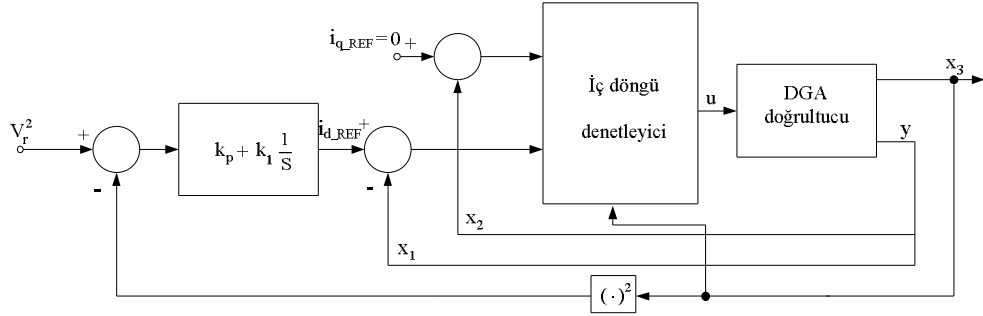 i_q_REF=0 +
x_3
İç döngü
denetleyici
u
DGA
doğrultucu
y
V_r^2
+
k_p + k_1 1/S
i_d_REF +
-
-
x_2
x_1
(·)^2